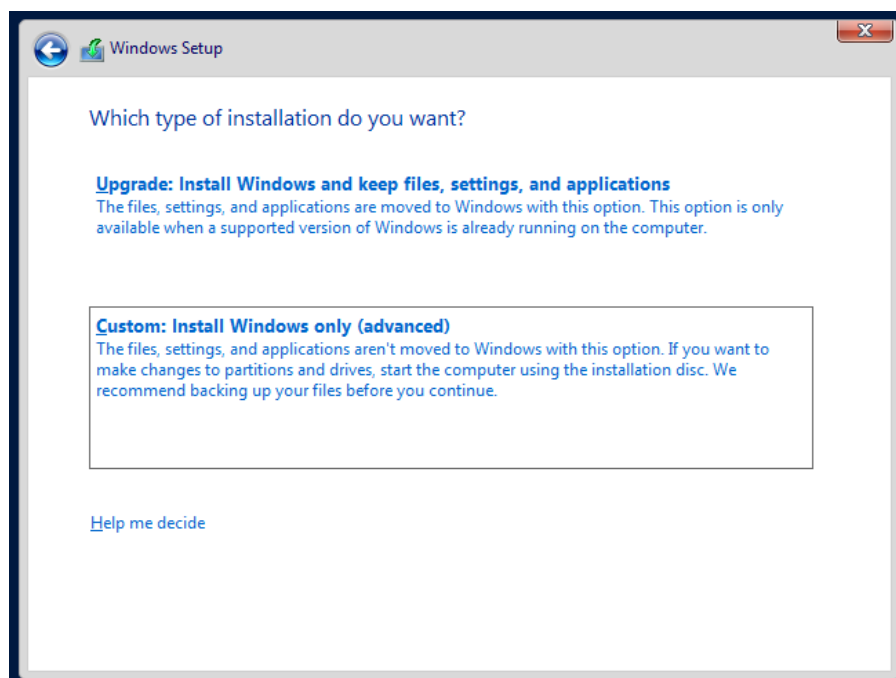 Windows Setup
Which type of installation do you want?
Upgrade: Install Windows and keep files, settings, and applications
The files, settings, and applications are moved to Windows with this option. This option is only
available when a supported version of Windows is already running on the computer.
Custom: Install Windows only (advanced)
The files, settings, and applications aren't moved to Windows with this option. If you want to
make changes to partitions and drives, start the computer using the installation disc. We
recommend backing up your files before you continue.
Help me decide